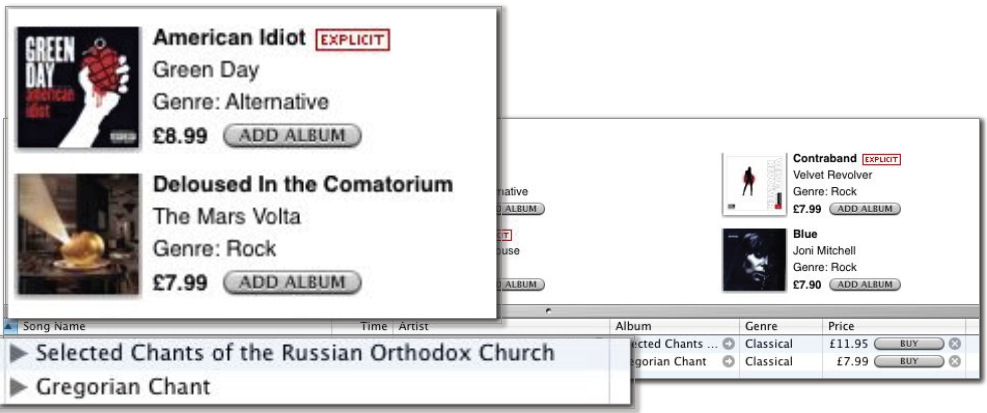 GREEN
DAY
american
idiot
American Idiot EXPLICIT
Green Day
Genre: Alternative
£8.99 ADD ALBUM
Deloused In the Comatorium
The Mars Volta
Genre: Rock
£7.99 ADD ALBUM
native
ALBUM
ouse
ALBUM
Contraband EXPLICIT
Velvet Revolver
Genre: Rock
£7.99 ADD ALBUM
Blue
Joni Mitchell
Genre: Rock
£7.90 ADD ALBUM
Song Name Time Artist Album Genre Price
Selected Chants of the Russian Orthodox Church
ected Chants ... Classical £11.95 BUY
Gregorian Chant
egorian Chant Classical £7.99 BUY